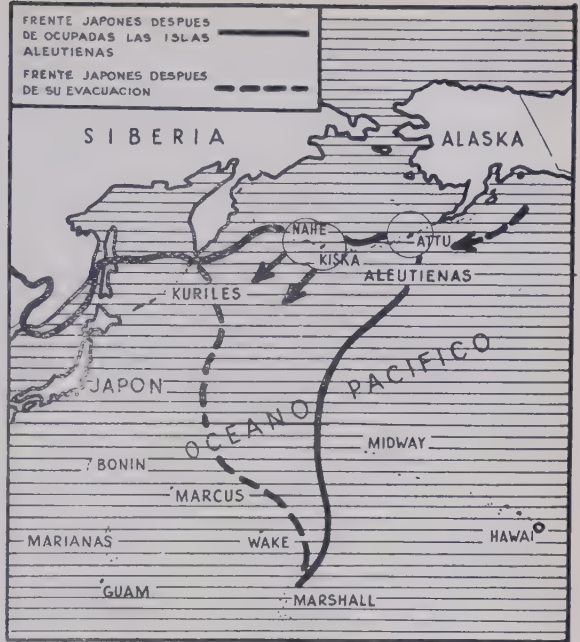 FRENTE JAPONES DESPUES
DE OCUPADAS LAS ISLAS
ALEUTIENAS
FRENTE JAPONES DESPUES
DE SU EVACUACION
SIBERIA
ALASKA
NAHE
ATTU
KISKA
ALEUTIENAS
KURILES
JAPON
OCEANO PACIFICO
MIDWAY
BONIN
MARCUS
MARIANAS
WAKE
HAWAI
GUAM
MARSHALL